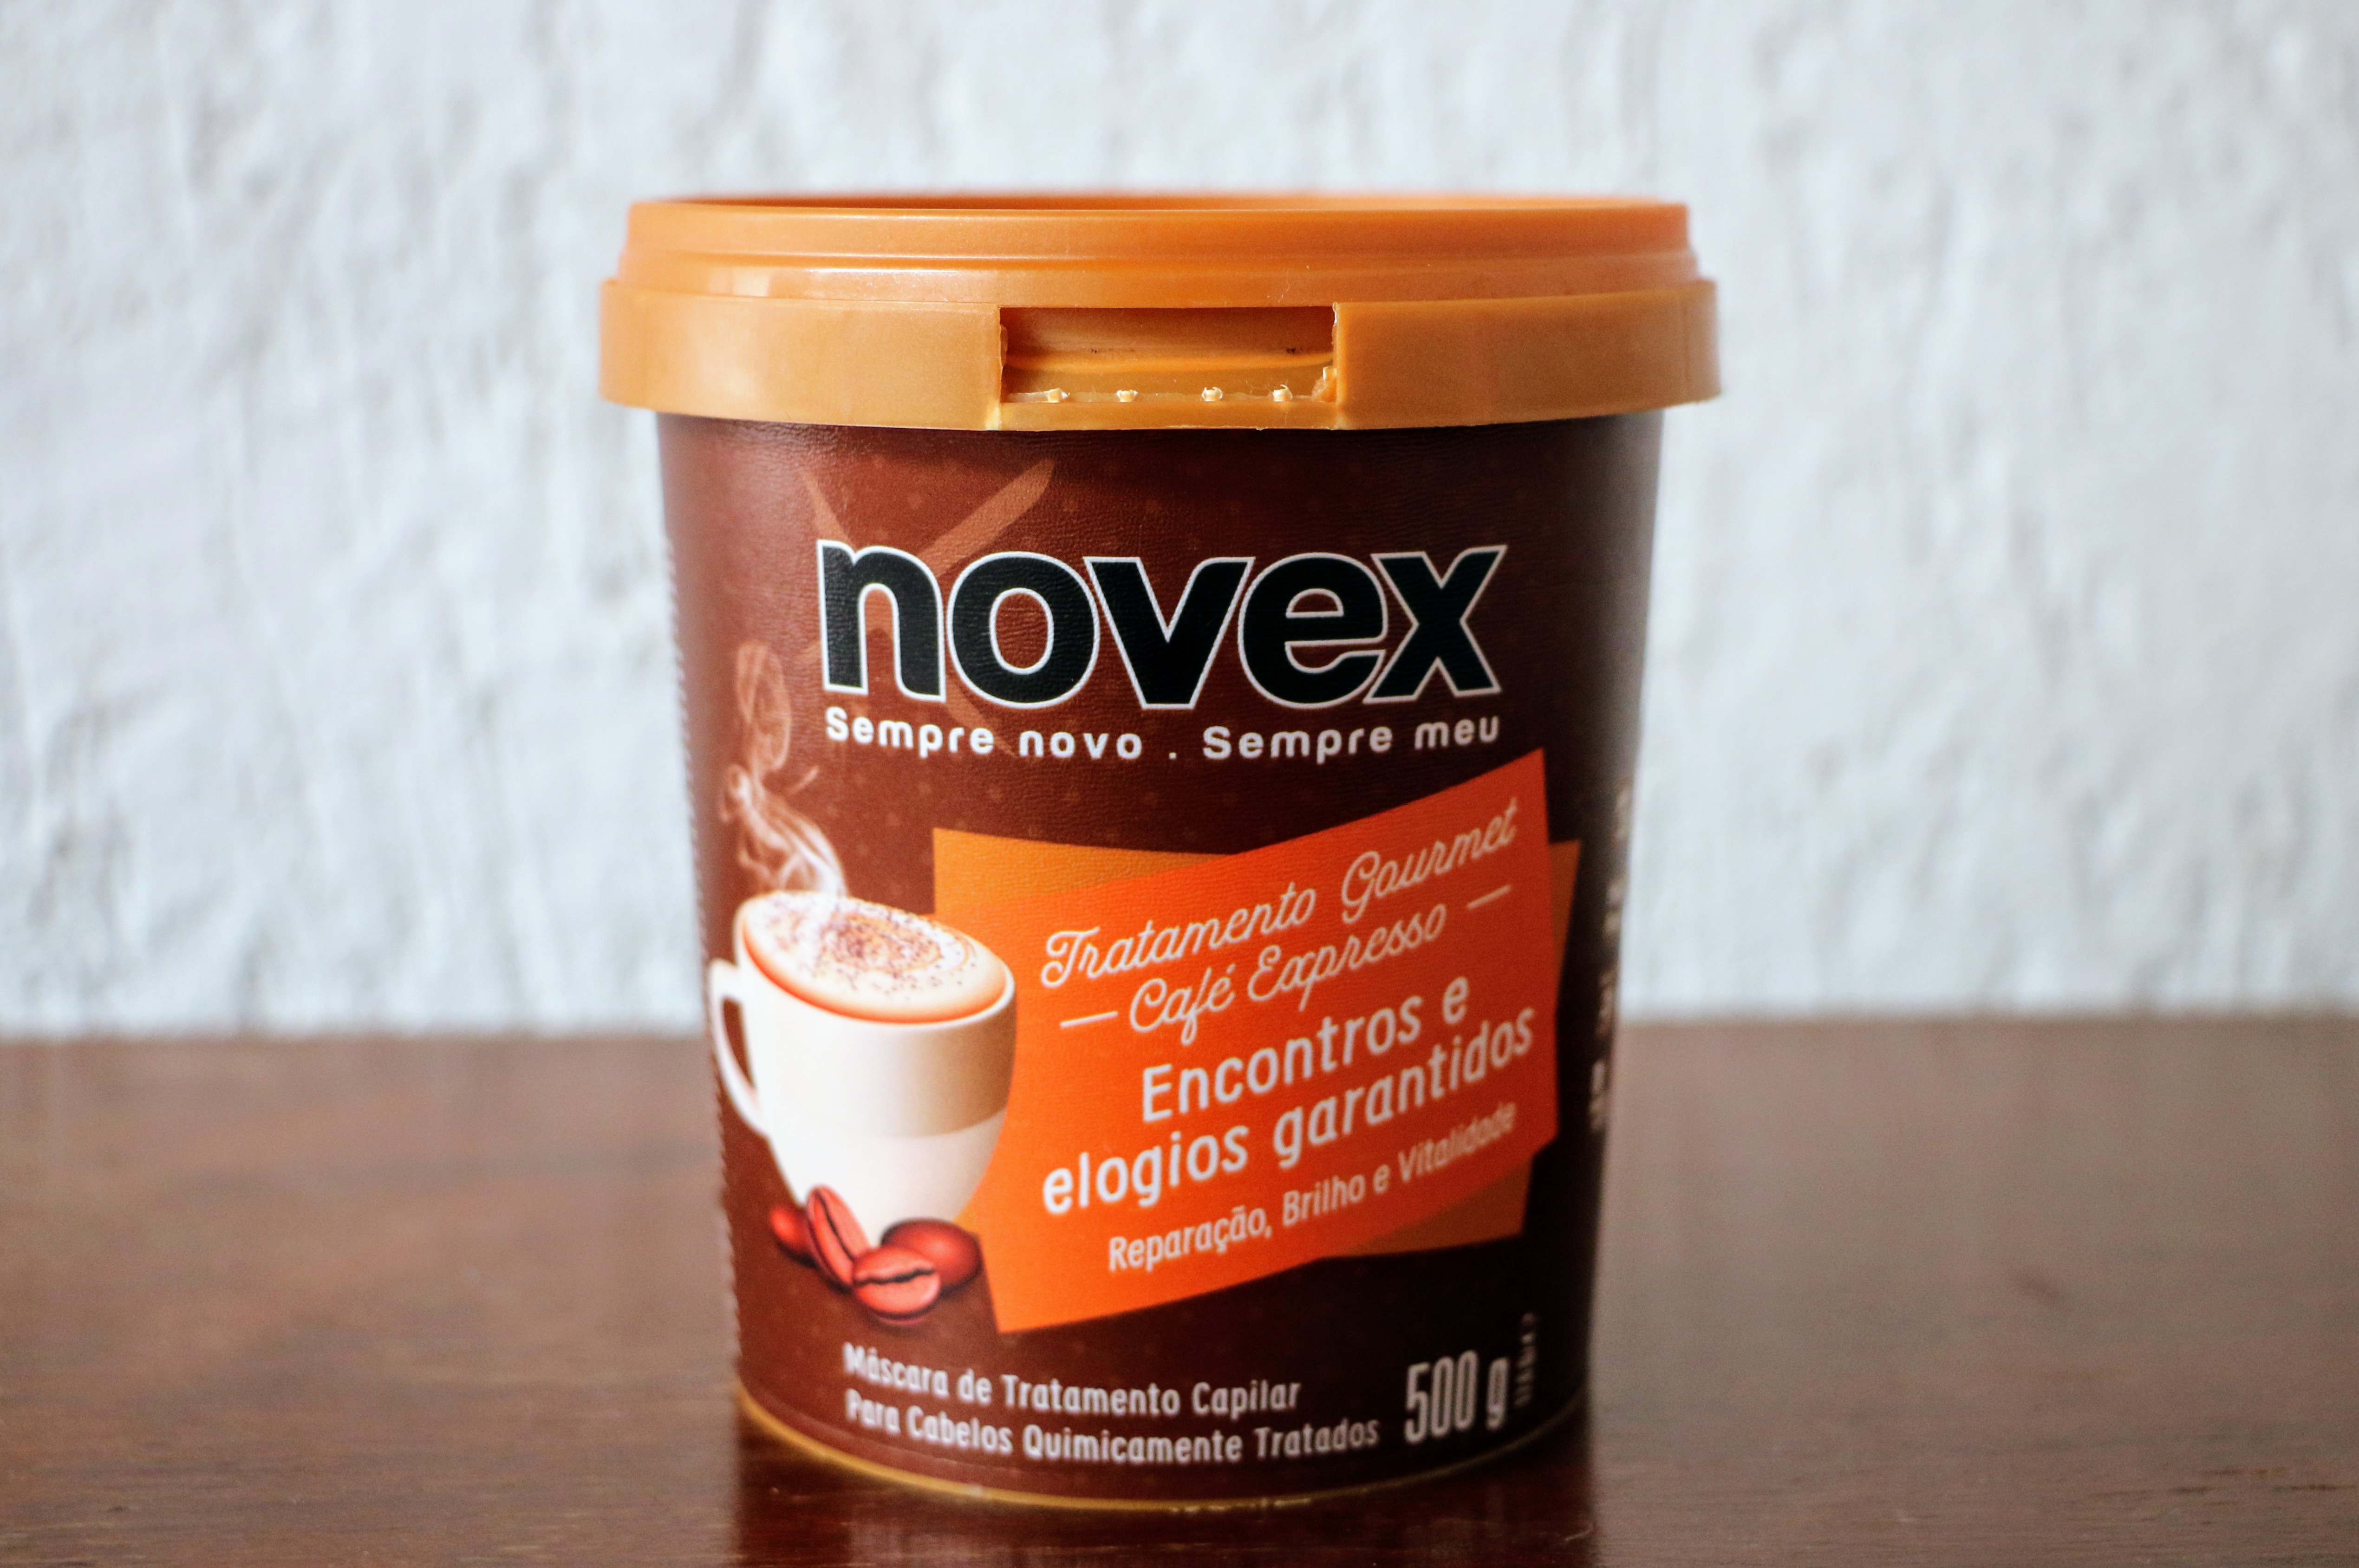 novex
Sempre novo . Sempre meu
Tratamento Gourmet
— Café Expresso —
Encontros e
elogios garantidos
Reparação, Brilho e Vitalidade
Máscara de Tratamento Capilar
Para Cabelos Quimicamente Tratados
500 g